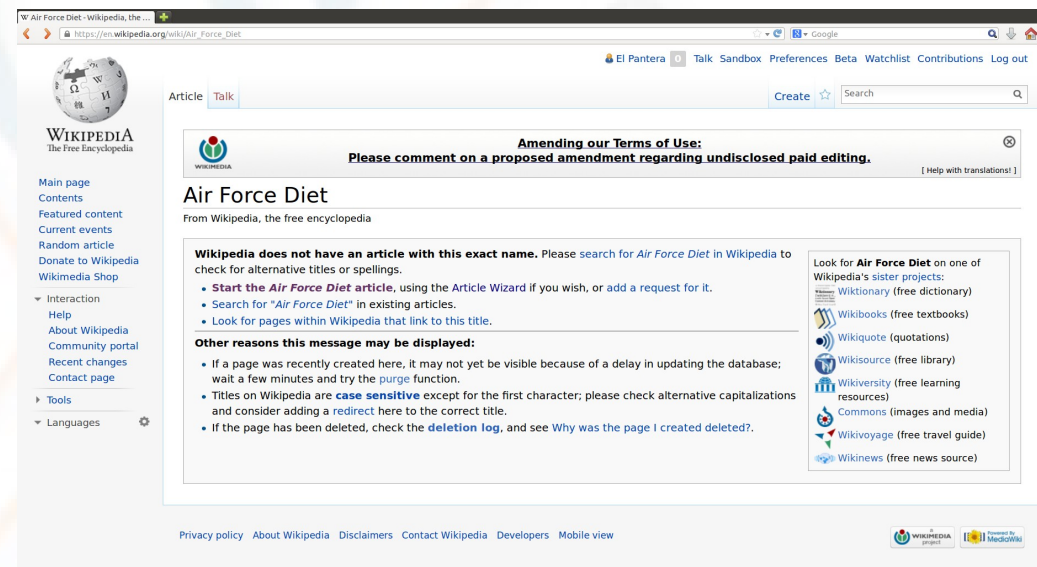 W Air Force Diet - Wikipedia, the ...
https://en.wikipedia.org/wiki/Air_Force_Diet
Google
El Pantera 0 Talk Sandbox Preferences Beta Watchlist Contributions Log out
Article Talk
Create
Search
WIKIPEDIA
The Free Encyclopedia
Main page
Contents
Featured content
Current events
Random article
Donate to Wikipedia
Wikimedia Shop
Interaction
Help
About Wikipedia
Community portal
Recent changes
Contact page
Tools
Languages
WIKIMEDIA
Amending our Terms of Use:
Please comment on a proposed amendment regarding undisclosed paid editing.
[ Help with translations! ]
Air Force Diet
From Wikipedia, the free encyclopedia
Wikipedia does not have an article with this exact name. Please search for Air Force Diet in Wikipedia to
check for alternative titles or spellings.
• Start the Air Force Diet article, using the Article Wizard if you wish, or add a request for it.
• Search for "Air Force Diet" in existing articles.
• Look for pages within Wikipedia that link to this title.
Other reasons this message may be displayed:
• If a page was recently created here, it may not yet be visible because of a delay in updating the database;
wait a few minutes and try the purge function.
• Titles on Wikipedia are case sensitive except for the first character; please check alternative capitalizations
and consider adding a redirect here to the correct title.
• If the page has been deleted, check the deletion log, and see Why was the page I created deleted?.
Look for Air Force Diet on one of
Wikipedia's sister projects:
Wiktionary (free dictionary)
Wikibooks (free textbooks)
Wikiquote (quotations)
Wikisource (free library)
Wikiversity (free learning
resources)
Commons (images and media)
Wikivoyage (free travel guide)
Wikinews (free news source)
Privacy policy About Wikipedia Disclaimers Contact Wikipedia Developers Mobile view
A
WIKIMEDIA
project
Powered By
MediaWiki